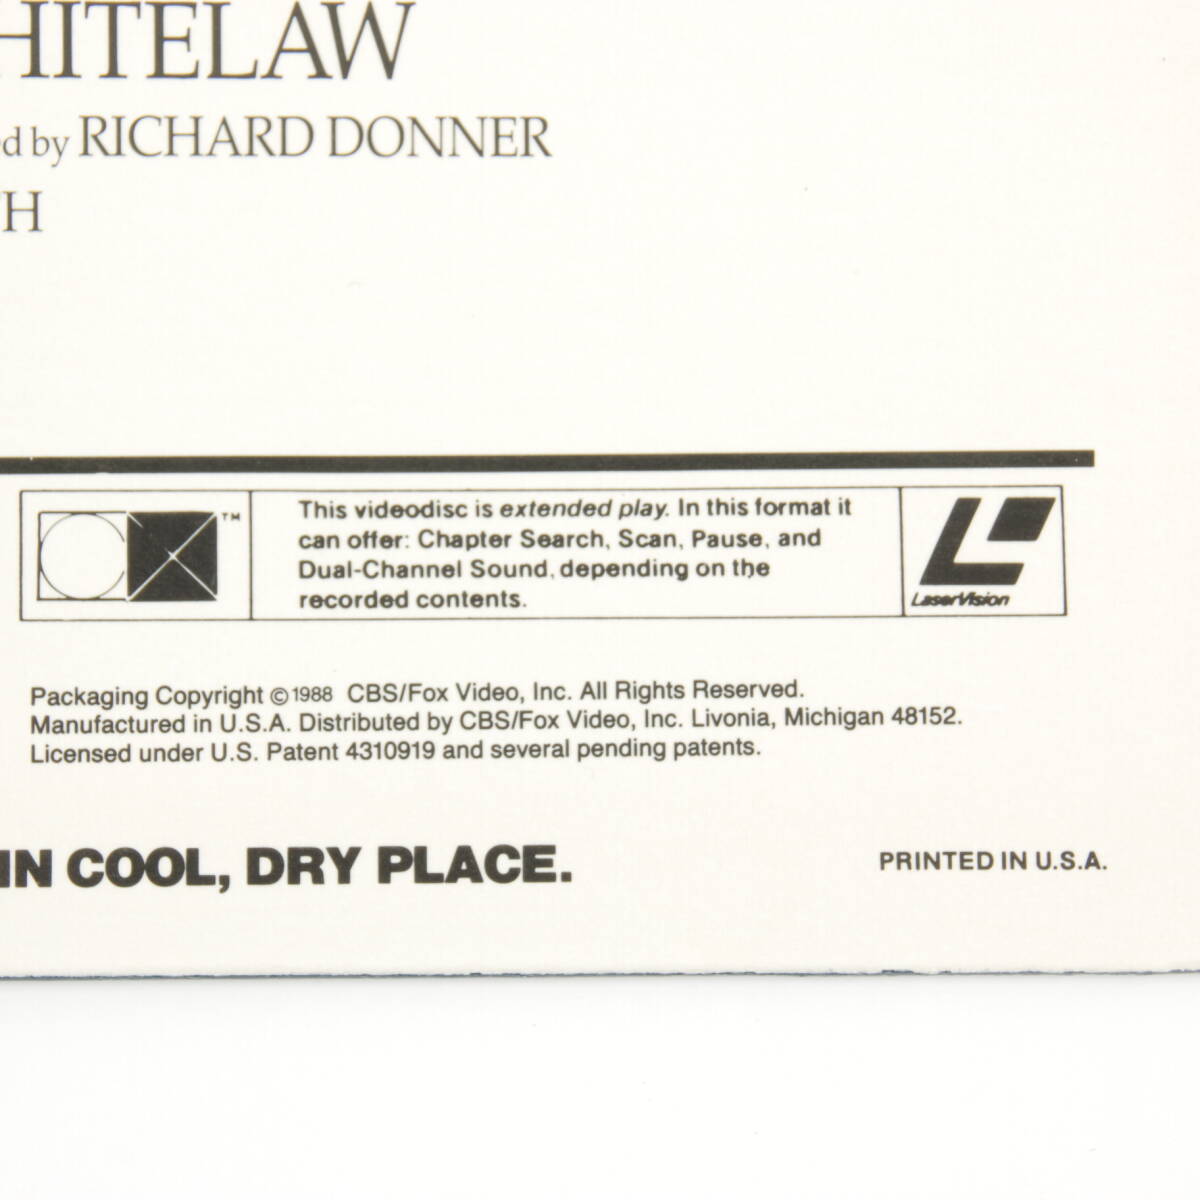 HITELAW
ed by RICHARD DONNER
TH
TM
This videodisc is extended play. In this format it
can offer: Chapter Search, Scan, Pause, and
Dual-Channel Sound, depending on the
recorded contents.
LaserVision
Packaging Copyright ©1988 CBS/Fox Video, Inc. All Rights Reserved.
Manufactured in U.S.A. Distributed by CBS/Fox Video, Inc. Livonia, Michigan 48152.
Licensed under U.S. Patent 4310919 and several pending patents.
IN COOL, DRY PLACE.
PRINTED IN U.S.A.